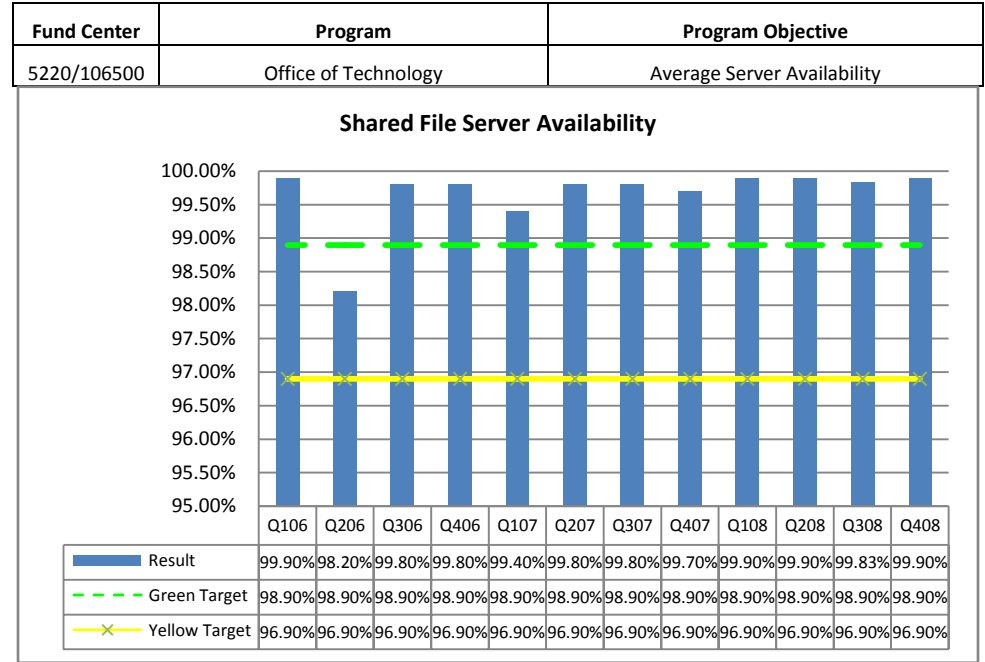 Fund Center Program Program Objective
5220/106500 Office of Technology Average Server Availability
Shared File Server Availability
100.00%
99.50%
99.00%
98.50%
98.00%
97.50%
97.00%
96.50%
96.00%
95.50%
95.00%
Q106 Q206 Q306 Q406 Q107 Q207 Q307 Q407 Q108 Q208 Q308 Q408
Result 99.90% 98.20% 99.80% 99.80% 99.40% 99.80% 99.80% 99.70% 99.90% 99.90% 99.83% 99.90%
Green Target 98.90% 98.90% 98.90% 98.90% 98.90% 98.90% 98.90% 98.90% 98.90% 98.90% 98.90% 98.90%
Yellow Target 96.90% 96.90% 96.90% 96.90% 96.90% 96.90% 96.90% 96.90% 96.90% 96.90% 96.90% 96.90%